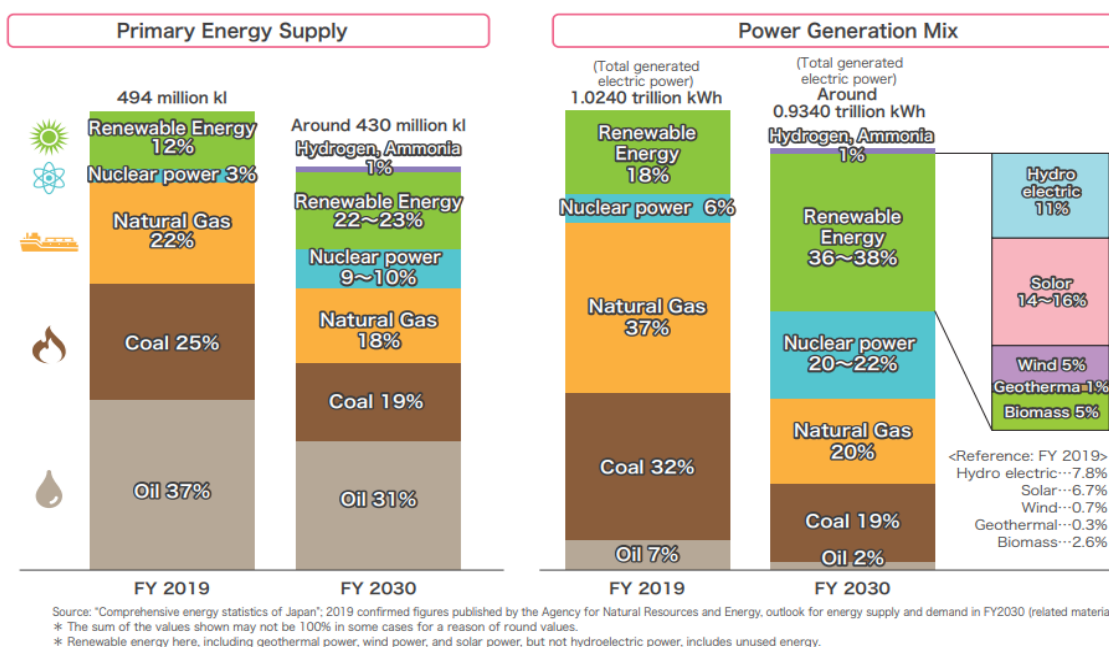 Primary Energy Supply
494 million kl
Renewable Energy
12%
Nuclear power 3%
Natural Gas
22%
Coal 25%
Oil 37%
FY 2019
Around 430 million kl
Hydrogen, Ammonia
1%
Renewable Energy
22～23%
Nuclear power
9～10%
Natural Gas
18%
Coal 19%
Oil 31%
FY 2030
Power Generation Mix
(Total generated
electric power)
1.0240 trillion kWh
Renewable
Energy
18%
Nuclear power 6%
Natural Gas
37%
Coal 32%
Oil 7%
FY 2019
(Total generated
electric power)
Around
0.9340 trillion kWh
Hydrogen, Ammonia
1%
Renewable
Energy
36～38%
Nuclear power
20～22%
Natural Gas
20%
Coal 19%
Oil 2%
FY 2030
Hydro
electric
11%
Solor
14～16%
Wind 5%
Geotherma 1%
Biomass 5%
<Reference: FY 2019>
Hydro electric…7.8%
Solar…6.7%
Wind…0.7%
Geothermal…0.3%
Biomass…2.6%
Source: "Comprehensive energy statistics of Japan"; 2019 confirmed figures published by the Agency for Natural Resources and Energy, outlook for energy supply and demand in FY2030 (related materia
＊ The sum of the values shown may not be 100% in some cases for a reason of round values.
＊ Renewable energy here, including geothermal power, wind power, and solar power, but not hydroelectric power, includes unused energy.